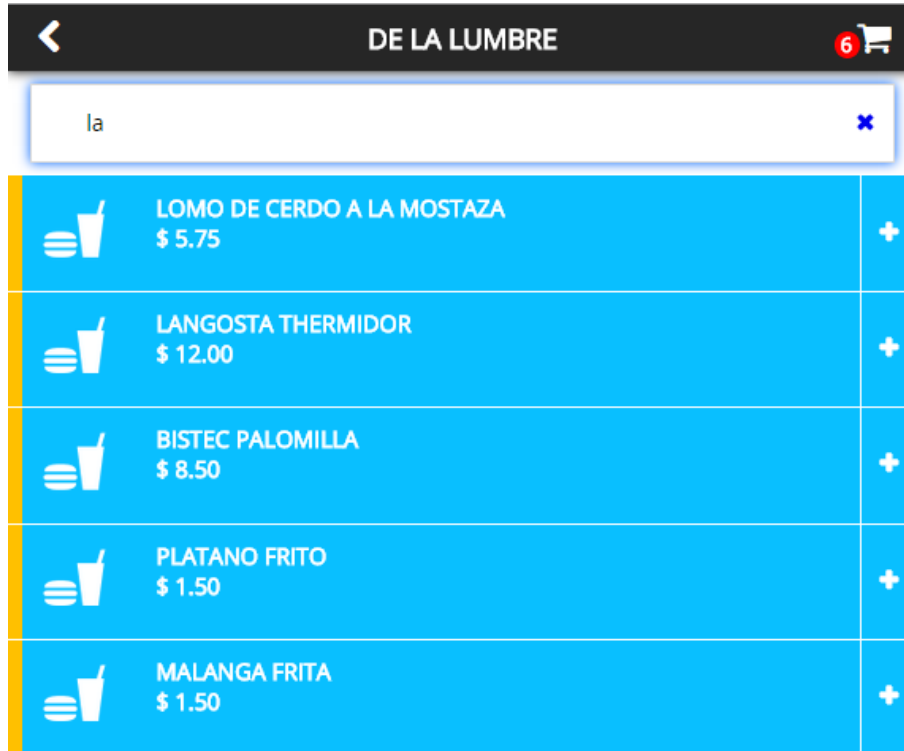 DE LA LUMBRE
6
la
LOMO DE CERDO A LA MOSTAZA
$ 5.75
LANGOSTA THERMIDOR
$ 12.00
BISTEC PALOMILLA
$ 8.50
PLATANO FRITO
$ 1.50
MALANGA FRITA
$ 1.50